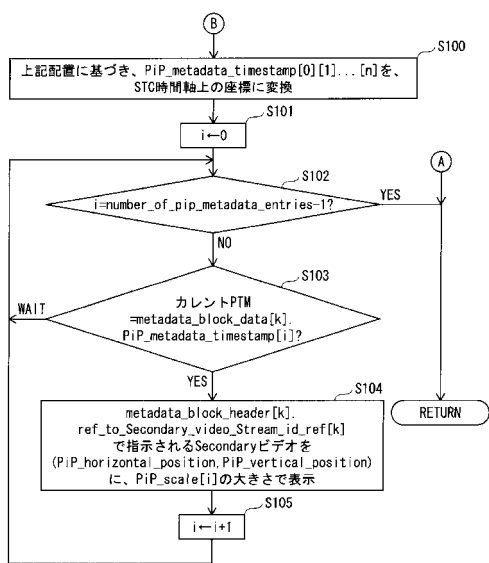 B
S100
上記配置に基づき、PiP_metadata_timestamp[0][1]...[n]を、
STC時間軸上の座標に変換
S101
i←0
A
S102
i=number_of_pip_metadata_entries-1?
YES
NO
S103
WAIT
カレントPTM
=metadata_block_data[k].
PiP_metadata_timestamp[i]?
YES
S104
metadata_block_header[k].
ref_to_Secondary_video_Stream_id_ref[k]
で指示されるSecondaryビデオを
(PiP_horizontal_position,PiP_vertical_position)
に、PiP_scale[i]の大きさで表示
RETURN
S105
i←i+1